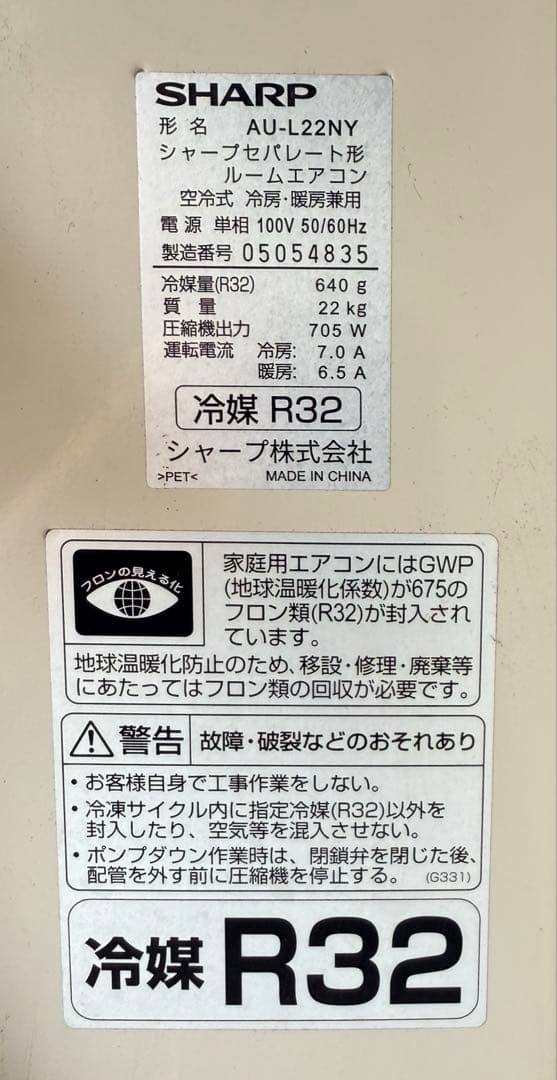 SHARP
形名 AU-L22NY
シャープセパレート形
ルームエアコン
空冷式 冷房・暖房兼用
電源 単相 100V 50/60Hz
製造番号 05054835
冷媒量(R32) 640 g
質量 22 kg
圧縮機出力 705 W
運転電流 冷房: 7.0 A
暖房: 6.5 A
冷媒 R32
シャープ株式会社
>PET< MADE IN CHINA
フロンの見える化
家庭用エアコンにはGWP
(地球温暖化係数)が675の
フロン類(R32)が封入され
ています。
地球温暖化防止のため、移設・修理・廃棄等
にあたってはフロン類の回収が必要です。
警告 故障・破裂などのおそれあり
・お客様自身で工事作業をしない。
・冷凍サイクル内に指定冷媒(R32)以外を
封入したり、空気等を混入させない。
・ポンプダウン作業時は、閉鎖弁を閉じた後、
配管を外す前に圧縮機を停止する。 (G331)
冷媒 R32